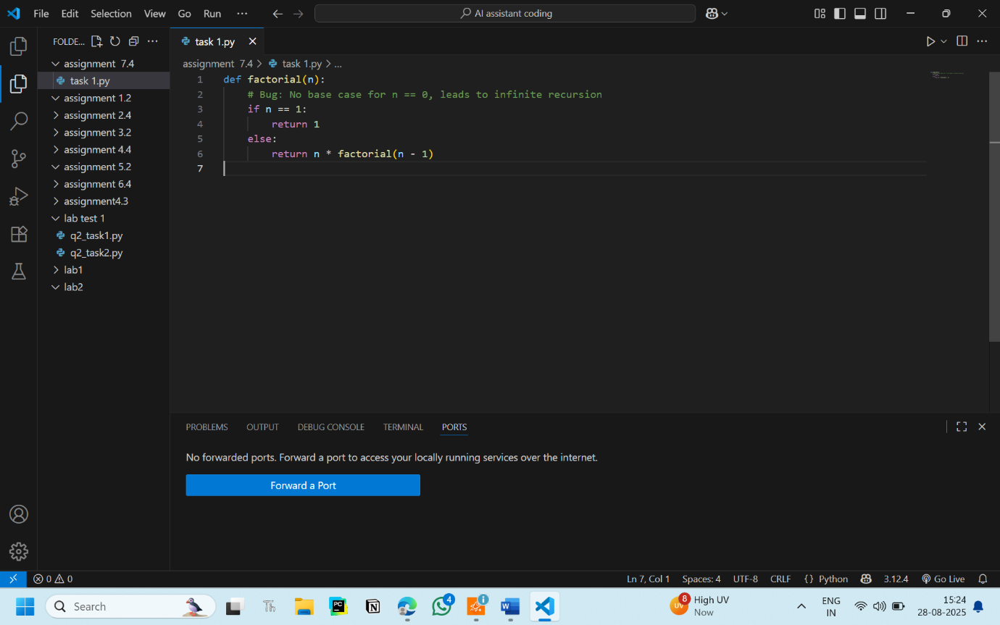 File Edit Selection View Go Run ··· AI assistant coding
FOLDE... ···
assignment 7.4
task 1.py
assignment 1.2
assignment 2.4
assignment 3.2
assignment 4.4
assignment 5.2
assignment 6.4
assignment4.3
lab test 1
q2_task1.py
q2_task2.py
lab1
lab2
task 1.py
assignment 7.4 > task 1.py > ...
1 def factorial(n):
2 # Bug: No base case for n == 0, leads to infinite recursion
3 if n == 1:
4 return 1
5 else:
6 return n * factorial(n - 1)
7
PROBLEMS OUTPUT DEBUG CONSOLE TERMINAL PORTS
No forwarded ports. Forward a port to access your locally running services over the internet.
Forward a Port
0 0 Ln 7, Col 1 Spaces: 4 UTF-8 CRLF {} Python 3.12.4 Go Live
Search Th PC N 4 W UV 8 High UV
Now
ENG
IN
15:24
28-08-2025